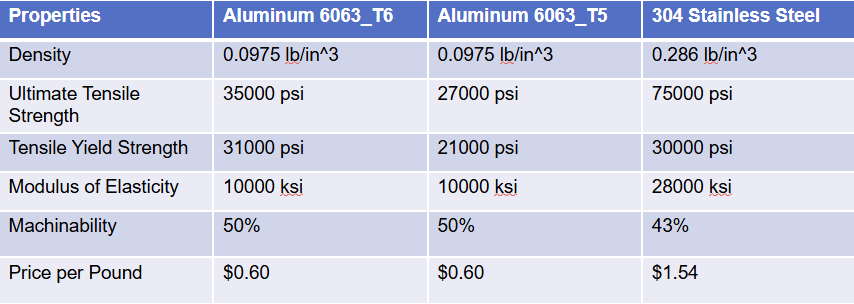 Properties Aluminum 6063_T6 Aluminum 6063_T5 304 Stainless Steel
Density 0.0975 lb/in^3 0.0975 lb/in^3 0.286 lb/in^3
Ultimate Tensile 35000 psi 27000 psi 75000 psi
Strength
Tensile Yield Strength 31000 psi 21000 psi 30000 psi
Modulus of Elasticity 10000 ksi 10000 ksi 28000 ksi
Machinability 50% 50% 43%
Price per Pound $0.60 $0.60 $1.54